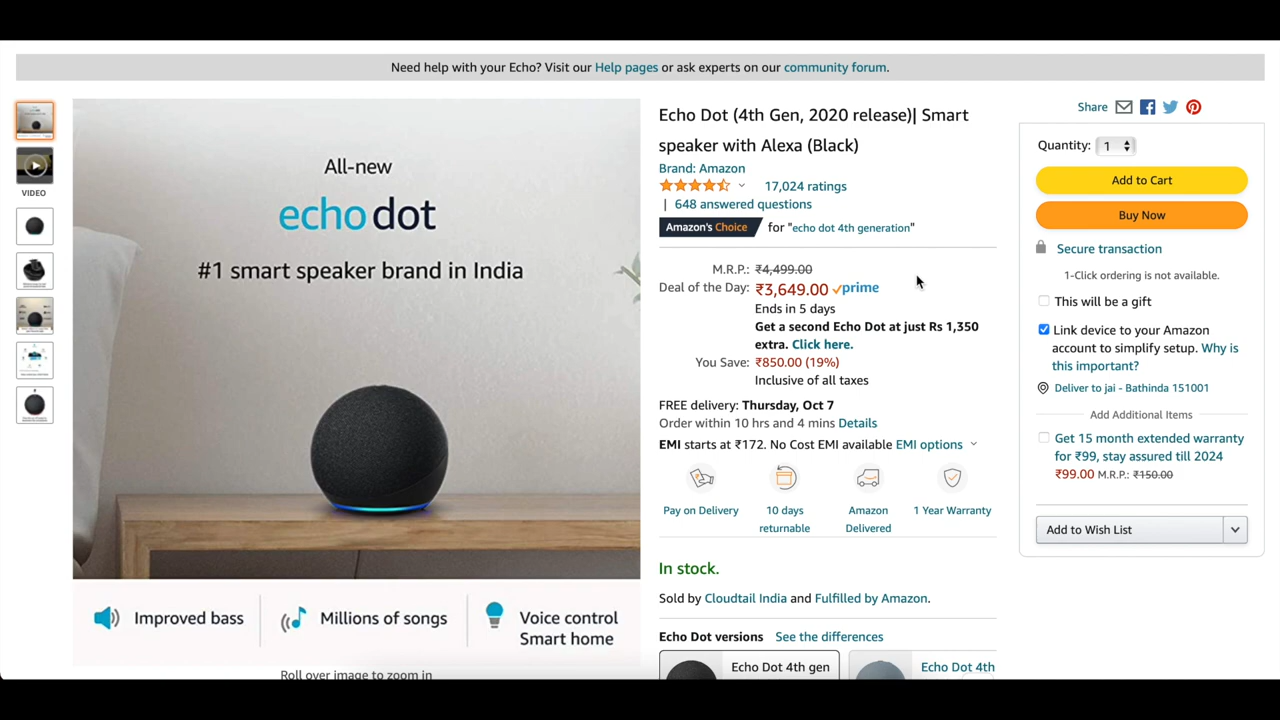 Need help with your Echo? Visit our Help pages or ask experts on our community forum.
VIDEO
All-new
echo dot
#1 smart speaker brand in India
Improved bass
Millions of songs
Voice control
Smart home
Roll over image to zoom in
Echo Dot (4th Gen, 2020 release)| Smart
speaker with Alexa (Black)
Brand: Amazon
17,024 ratings
| 648 answered questions
Amazon's Choice for "echo dot 4th generation"
M.R.P.: ₹4,499.00
Deal of the Day: ₹3,649.00 prime
Ends in 5 days
Get a second Echo Dot at just Rs 1,350
extra. Click here.
You Save: ₹850.00 (19%)
Inclusive of all taxes
FREE delivery: Thursday, Oct 7
Order within 10 hrs and 4 mins Details
EMI starts at ₹172. No Cost EMI available EMI options
Pay on Delivery
10 days
returnable
Amazon
Delivered
1 Year Warranty
In stock.
Sold by Cloudtail India and Fulfilled by Amazon.
Echo Dot versions See the differences
Echo Dot 4th gen
Echo Dot 4th
Share
Quantity: 1
Add to Cart
Buy Now
Secure transaction
1-Click ordering is not available.
This will be a gift
Link device to your Amazon
account to simplify setup. Why is
this important?
Deliver to jai - Bathinda 151001
Add Additional Items
Get 15 month extended warranty
for ₹99, stay assured till 2024
₹99.00 M.R.P.: ₹150.00
Add to Wish List